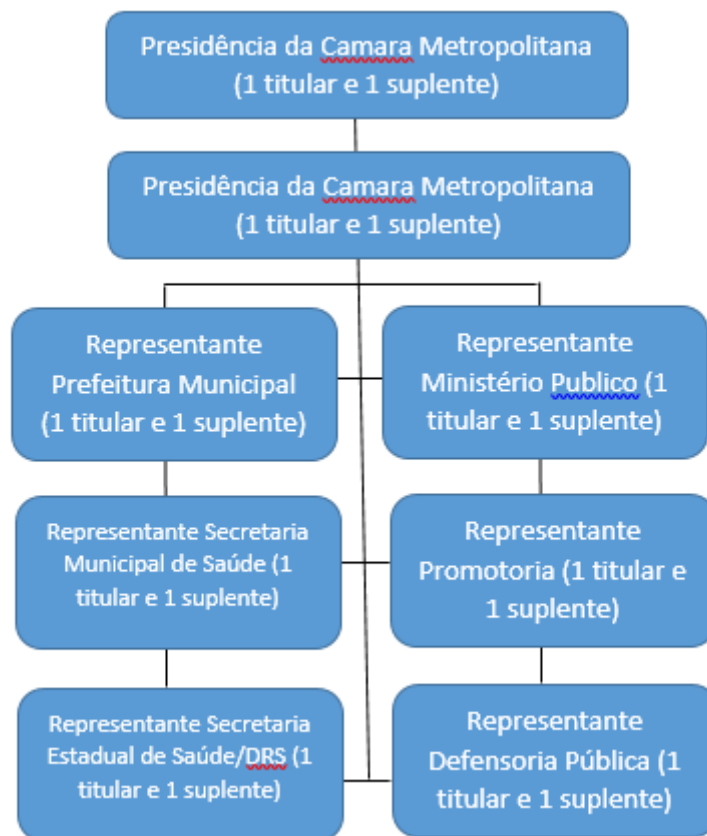 Presidência da Camara Metropolitana
(1 titular e 1 suplente)
Presidência da Camara Metropolitana
(1 titular e 1 suplente)
Representante
Prefeitura Municipal
(1 titular e 1 suplente)
Representante
Ministério Publico (1
titular e 1 suplente)
Representante Secretaria
Municipal de Saúde (1
titular e 1 suplente)
Representante
Promotoria (1 titular e
1 suplente)
Representante Secretaria
Estadual de Saúde/DRS (1
titular e 1 suplente)
Representante
Defensoria Pública (1
titular e 1 suplente)